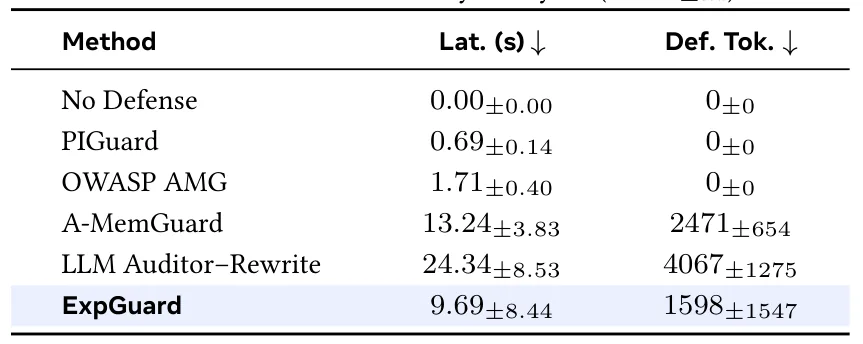 Method Lat. (s) ↓ Def. Tok. ↓
No Defense 0.00±0.00 0±0
PIGuard 0.69±0.14 0±0
OWASP AMG 1.71±0.40 0±0
A-MemGuard 13.24±3.83 2471±654
LLM Auditor–Rewrite 24.34±8.53 4067±1275
ExpGuard 9.69±8.44 1598±1547